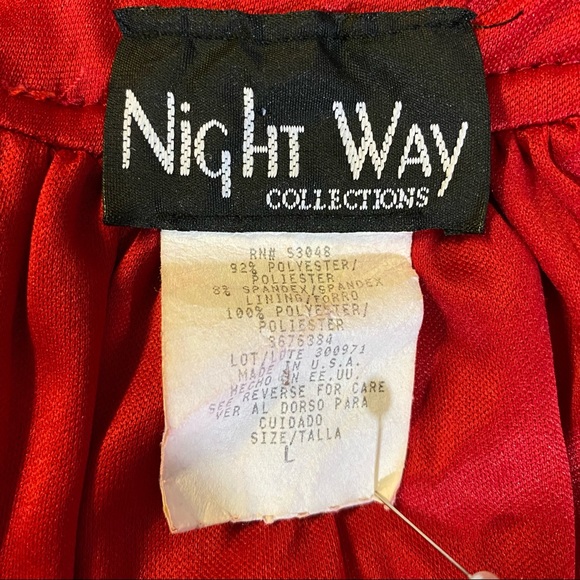 NigHt WAY
COLLECTIONS
RN# 53048
92% POLYESTER/
POLIESTER
8% SPANDEX/SPANDEX
LINING/FORRO
100% POLYESTER/
POLIESTER
3676384
LOT/LOTE 300971
MADE IN U.S.A.
HECHO EN EE.UU.
SEE REVERSE FOR CARE
VER AL DORSO PARA
CUIDADO
SIZE/TALLA
L